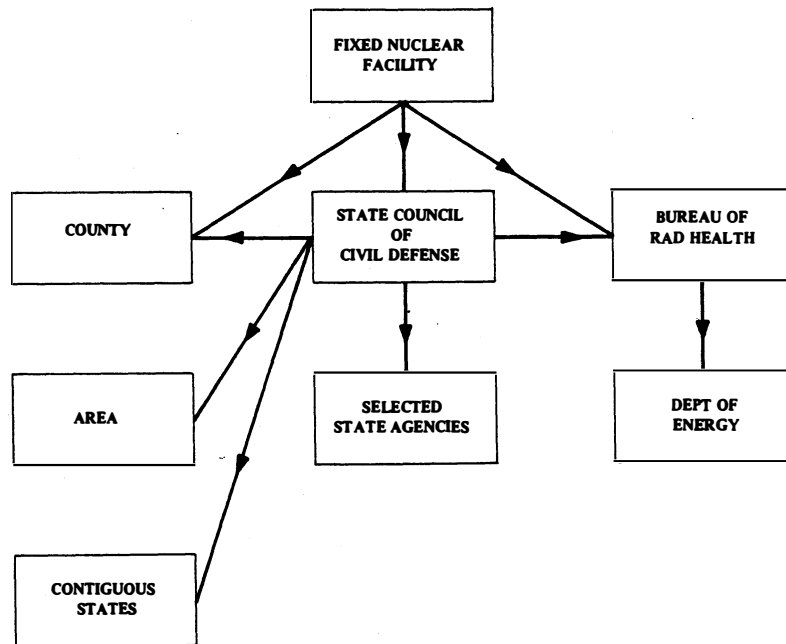 FIXED NUCLEAR
FACILITY
COUNTY
STATE COUNCIL
OF
CIVIL DEFENSE
BUREAU OF
RAD HEALTH
AREA
SELECTED
STATE AGENCIES
DEPT OF
ENERGY
CONTIGUOUS
STATES